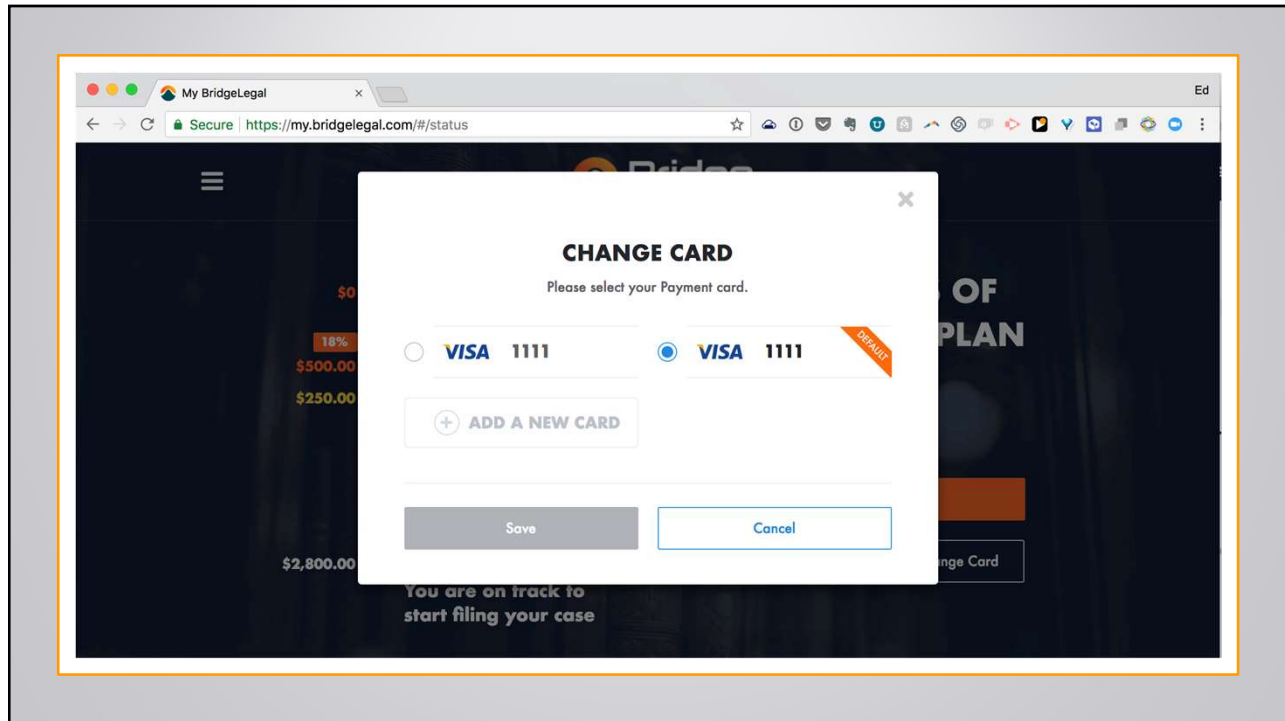 My BridgeLegal
Ed
Secure https://my.bridgelegal.com/#/status
CHANGE CARD
Please select your Payment card.
$0
18%
$500.00
$250.00
$2,800.00
VISA 1111
VISA 1111
DEFAULT
ADD A NEW CARD
Save
Cancel
OF
PLAN
nge Card
You are on track to
start filing your case